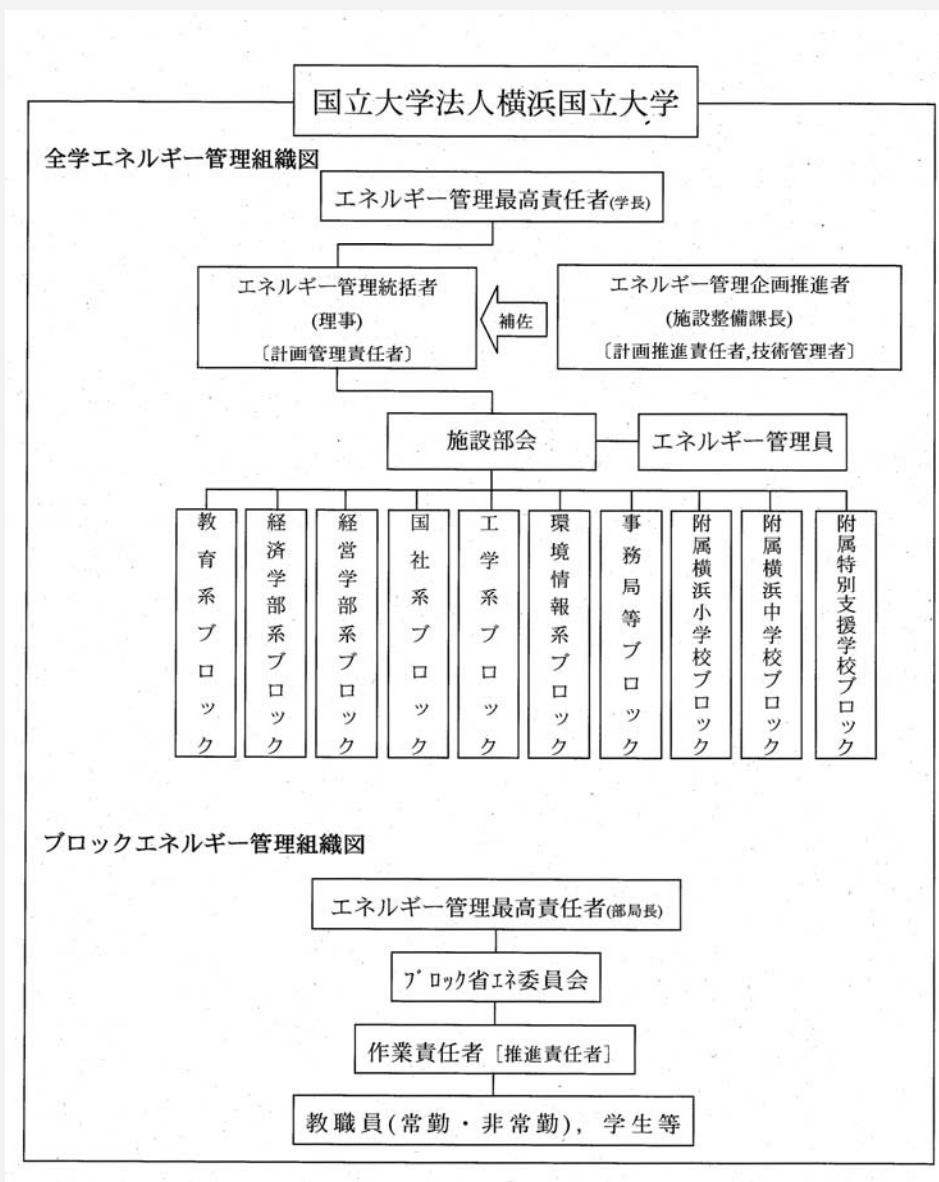 国立大学法人横浜国立大学
全学エネルギー管理組織図
エネルギー管理最高責任者(学長)
エネルギー管理統括者
(理事)
〔計画管理責任者〕
補佐
エネルギー管理企画推進者
(施設整備課長)
〔計画推進責任者,技術管理者〕
施設部会
エネルギー管理員
教育系ブロック
経済学部系ブロック
経営学部系ブロック
国社系ブロック
工学系ブロック
環境情報系ブロック
事務局等ブロック
附属横浜小学校ブロック
附属横浜中学校ブロック
附属特別支援学校ブロック
ブロックエネルギー管理組織図
エネルギー管理最高責任者(部局長)
ﾌﾞﾛｯｸ省ｴﾈ委員会
作業責任者 [推進責任者]
教職員(常勤・非常勤), 学生等